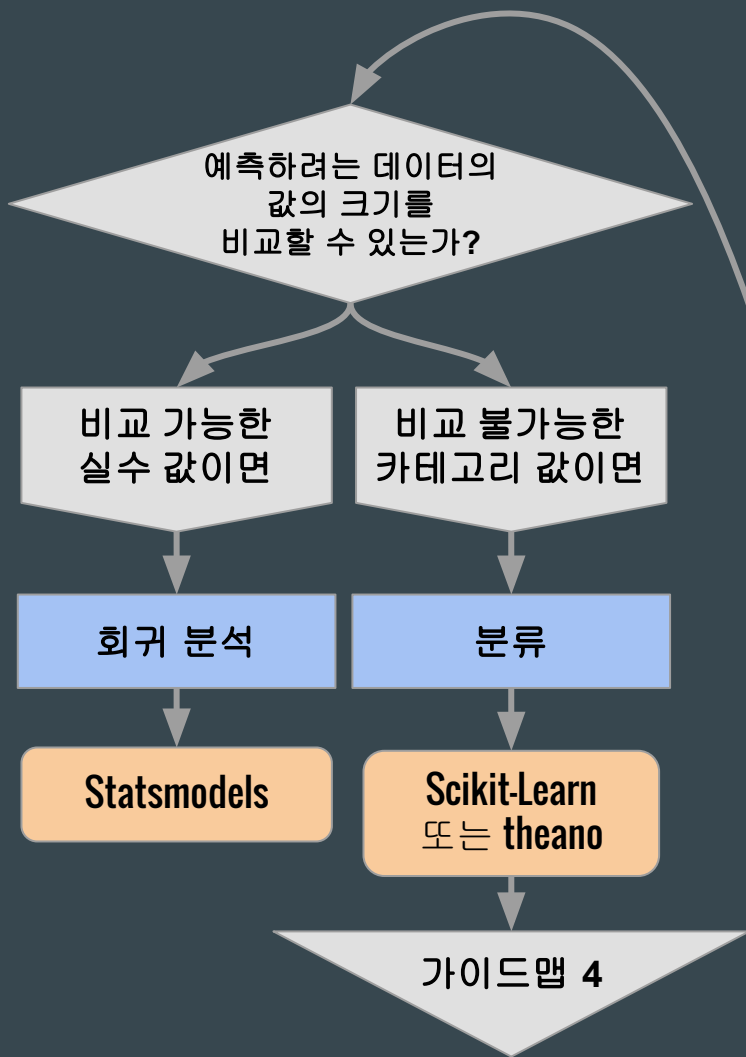 예측하려는 데이터의
값의 크기를
비교할 수 있는가?
비교 가능한
실수 값이면
비교 불가능한
카테고리 값이면
회귀 분석
분류
Statsmodels
Scikit-Learn
또는 theano
가이드맵 4